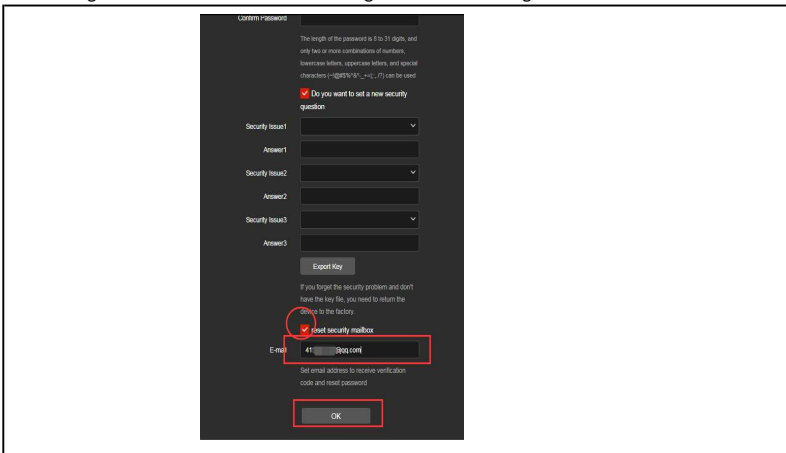 Confirm Password
The length of the password is 8 to 31 digits, and
only two or more combinations of numbers,
lowercase letters, uppercase letters, and special
can be used
Do you want to set a new security
question
Security Issue1
Answer1
Security Issue2
Answer2
Security Issue3
Answer3
Export Key
If you forget the security problem and don't
have the key file, you need to return the
device to the factory.
reset security mailbox
E-mail 41 @qq.com
Set email address to receive verification
code and reset password
OK